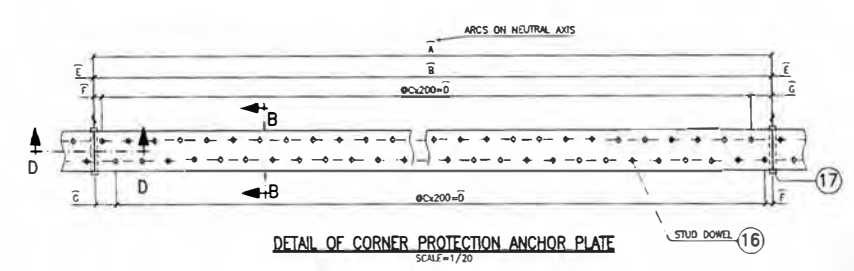 ARCS ON NEUTRAL AXIS
A
E B E
F @Cx200=D G
B
D D
B
G @Cx200=D F 17
STUD DOWEL 16
DETAIL OF CORNER PROTECTION ANCHOR PLATE
SCALE=1/20